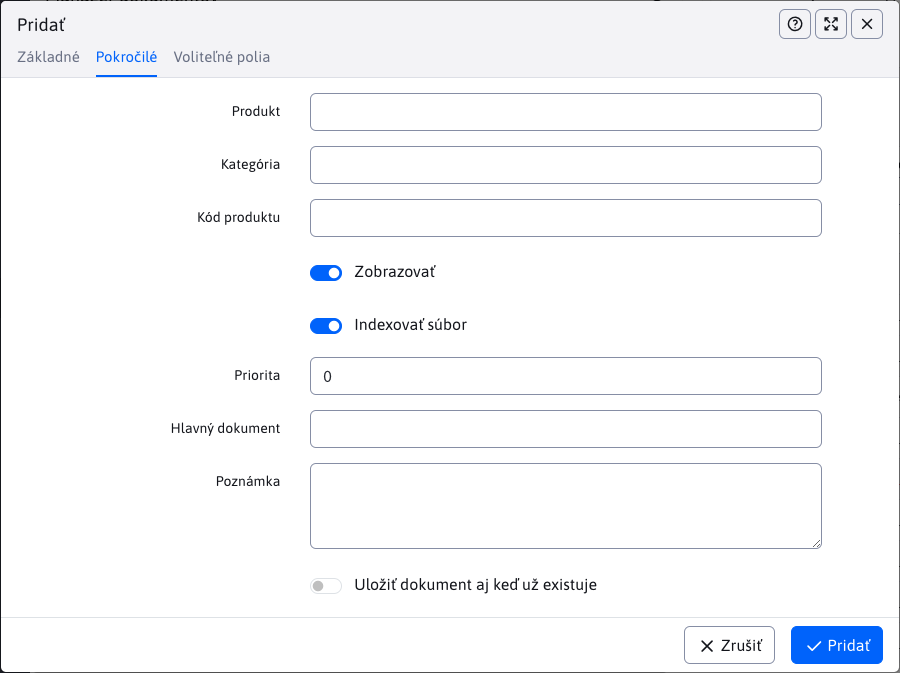 Pridať
Základné Pokročilé Voliteľné polia
Produkt
Kategória
Kód produktu
Zobrazovať
Indexovať súbor
Priorita 0
Hlavný dokument
Poznámka
Uložiť dokument aj keď už existuje
Zrušiť Pridať